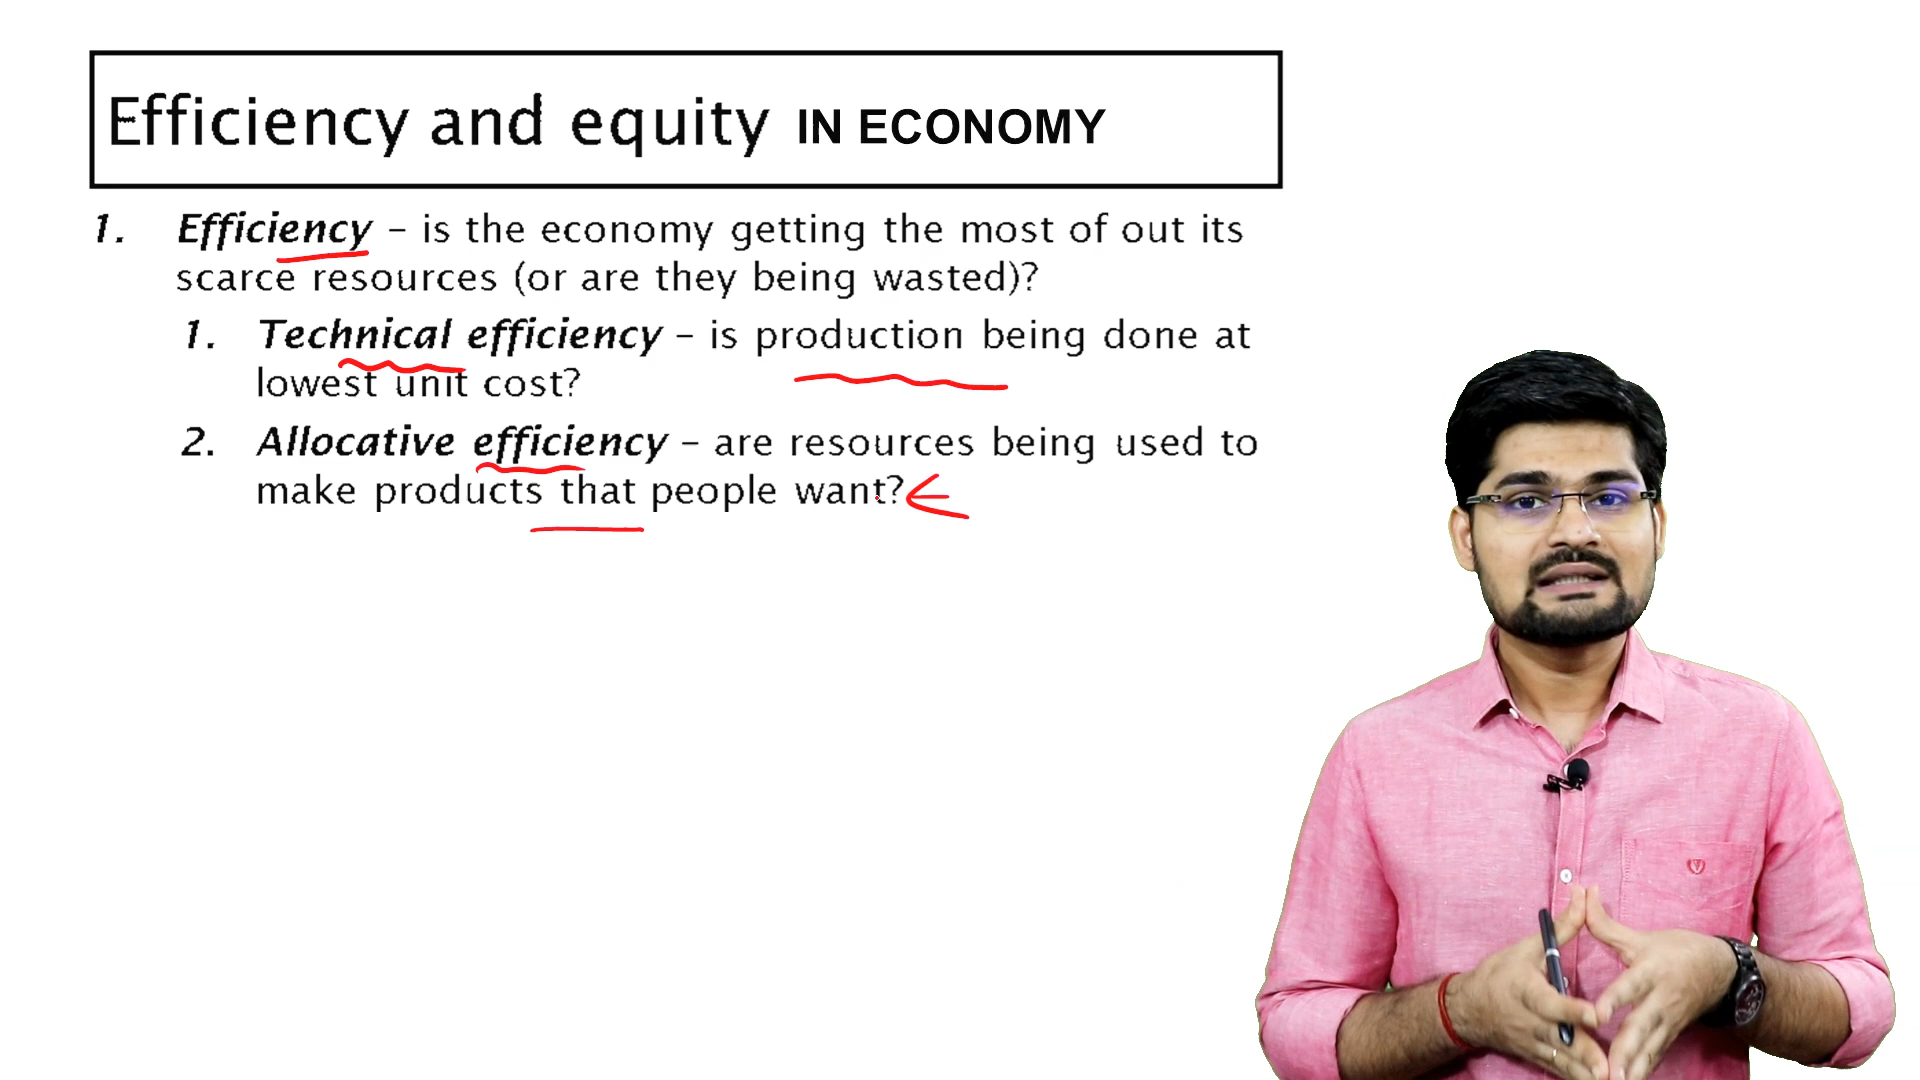 Efficiency and equity IN ECONOMY
1. Efficiency – is the economy getting the most of out its
scarce resources (or are they being wasted)?
1. Technical efficiency – is production being done at
lowest unit cost?
2. Allocative efficiency – are resources being used to
make products that people want?